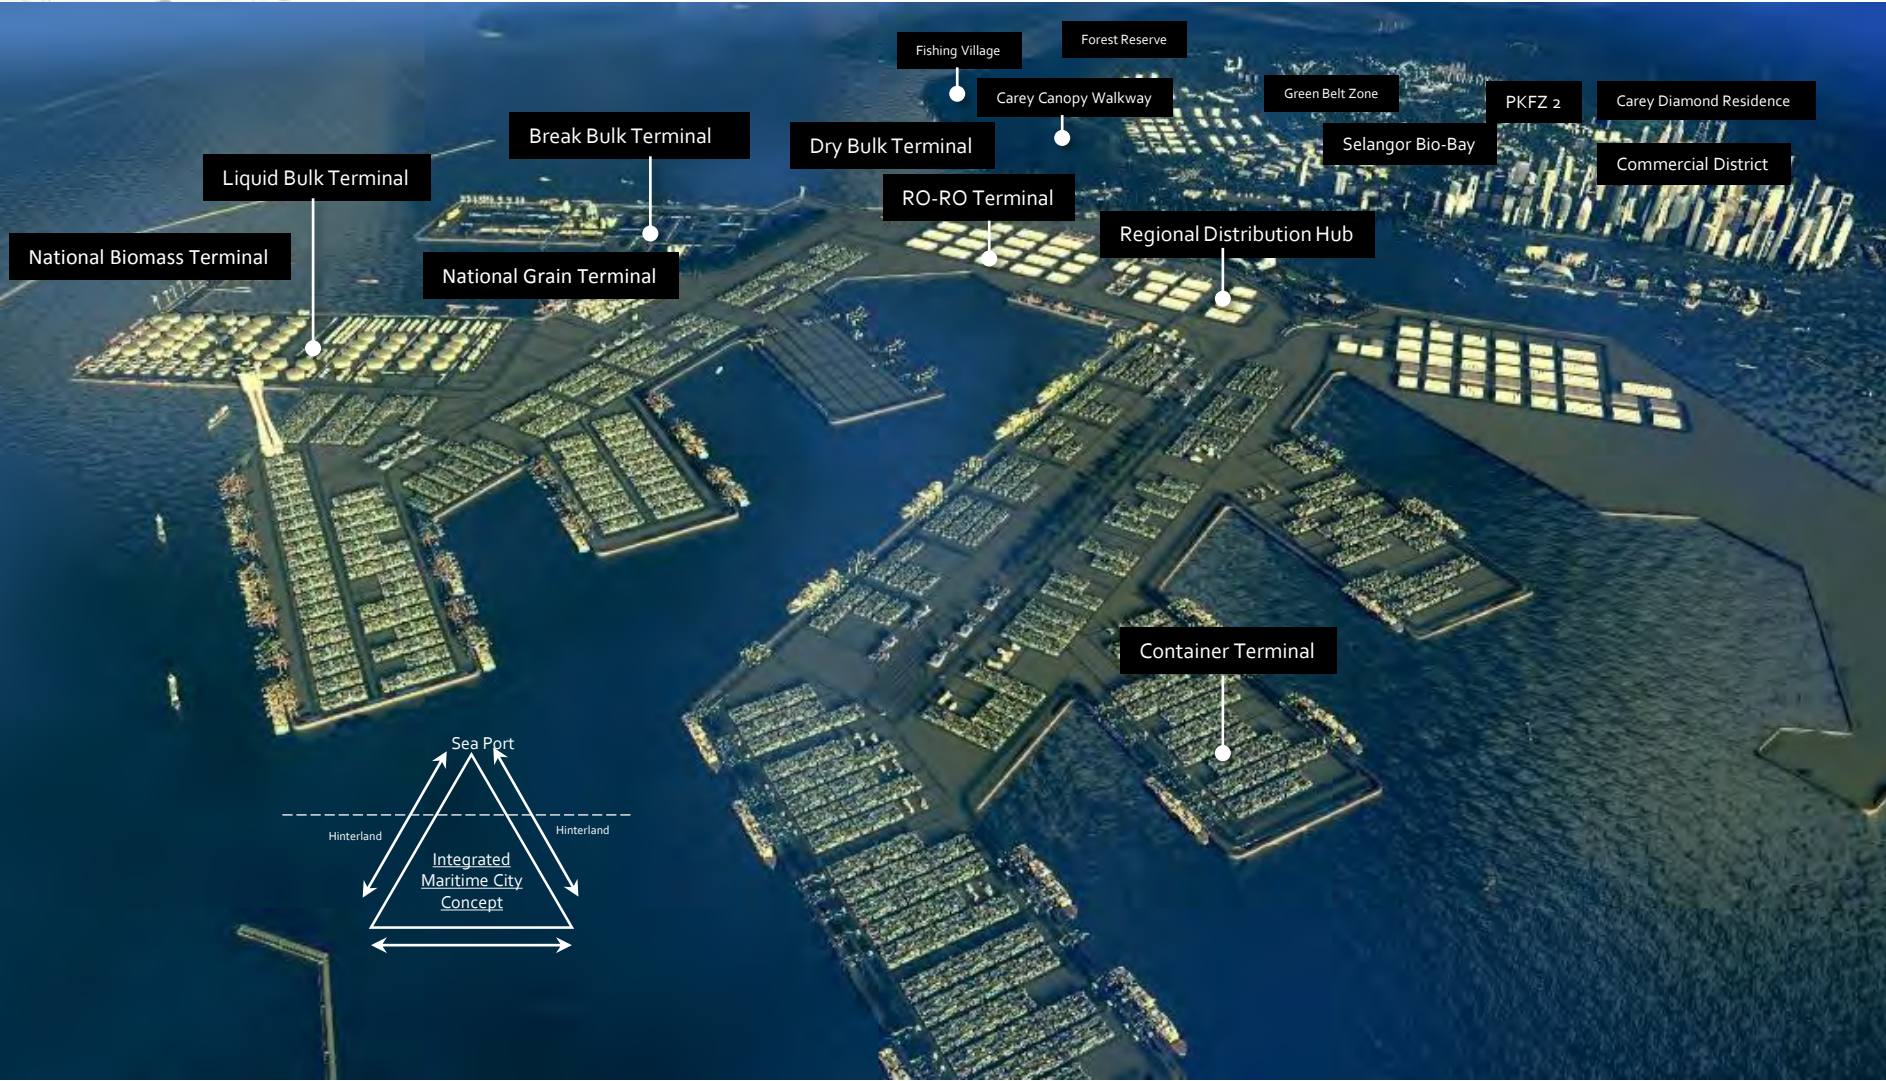 Forest Reserve
Fishing Village
Carey Canopy Walkway
Green Belt Zone
PKFZ 2
Carey Diamond Residence
Break Bulk Terminal
Dry Bulk Terminal
Selangor Bio-Bay
Commercial District
Liquid Bulk Terminal
RO-RO Terminal
Regional Distribution Hub
National Biomass Terminal
National Grain Terminal
Container Terminal
Sea Port
Hinterland
Hinterland
Integrated
Maritime City
Concept